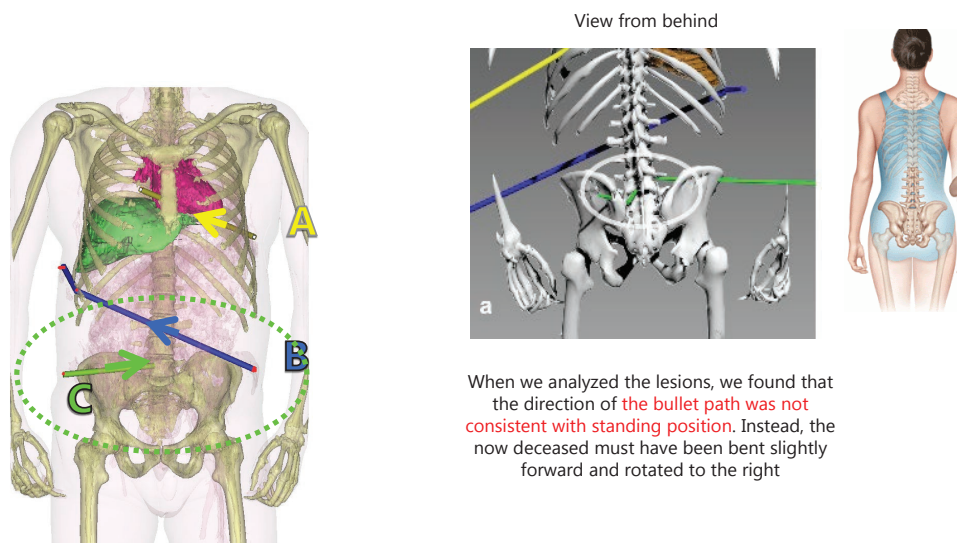 View from behind
A
B
C
a
When we analyzed the lesions, we found that
the direction of the bullet path was not
consistent with standing position. Instead, the
now deceased must have been bent slightly
forward and rotated to the right